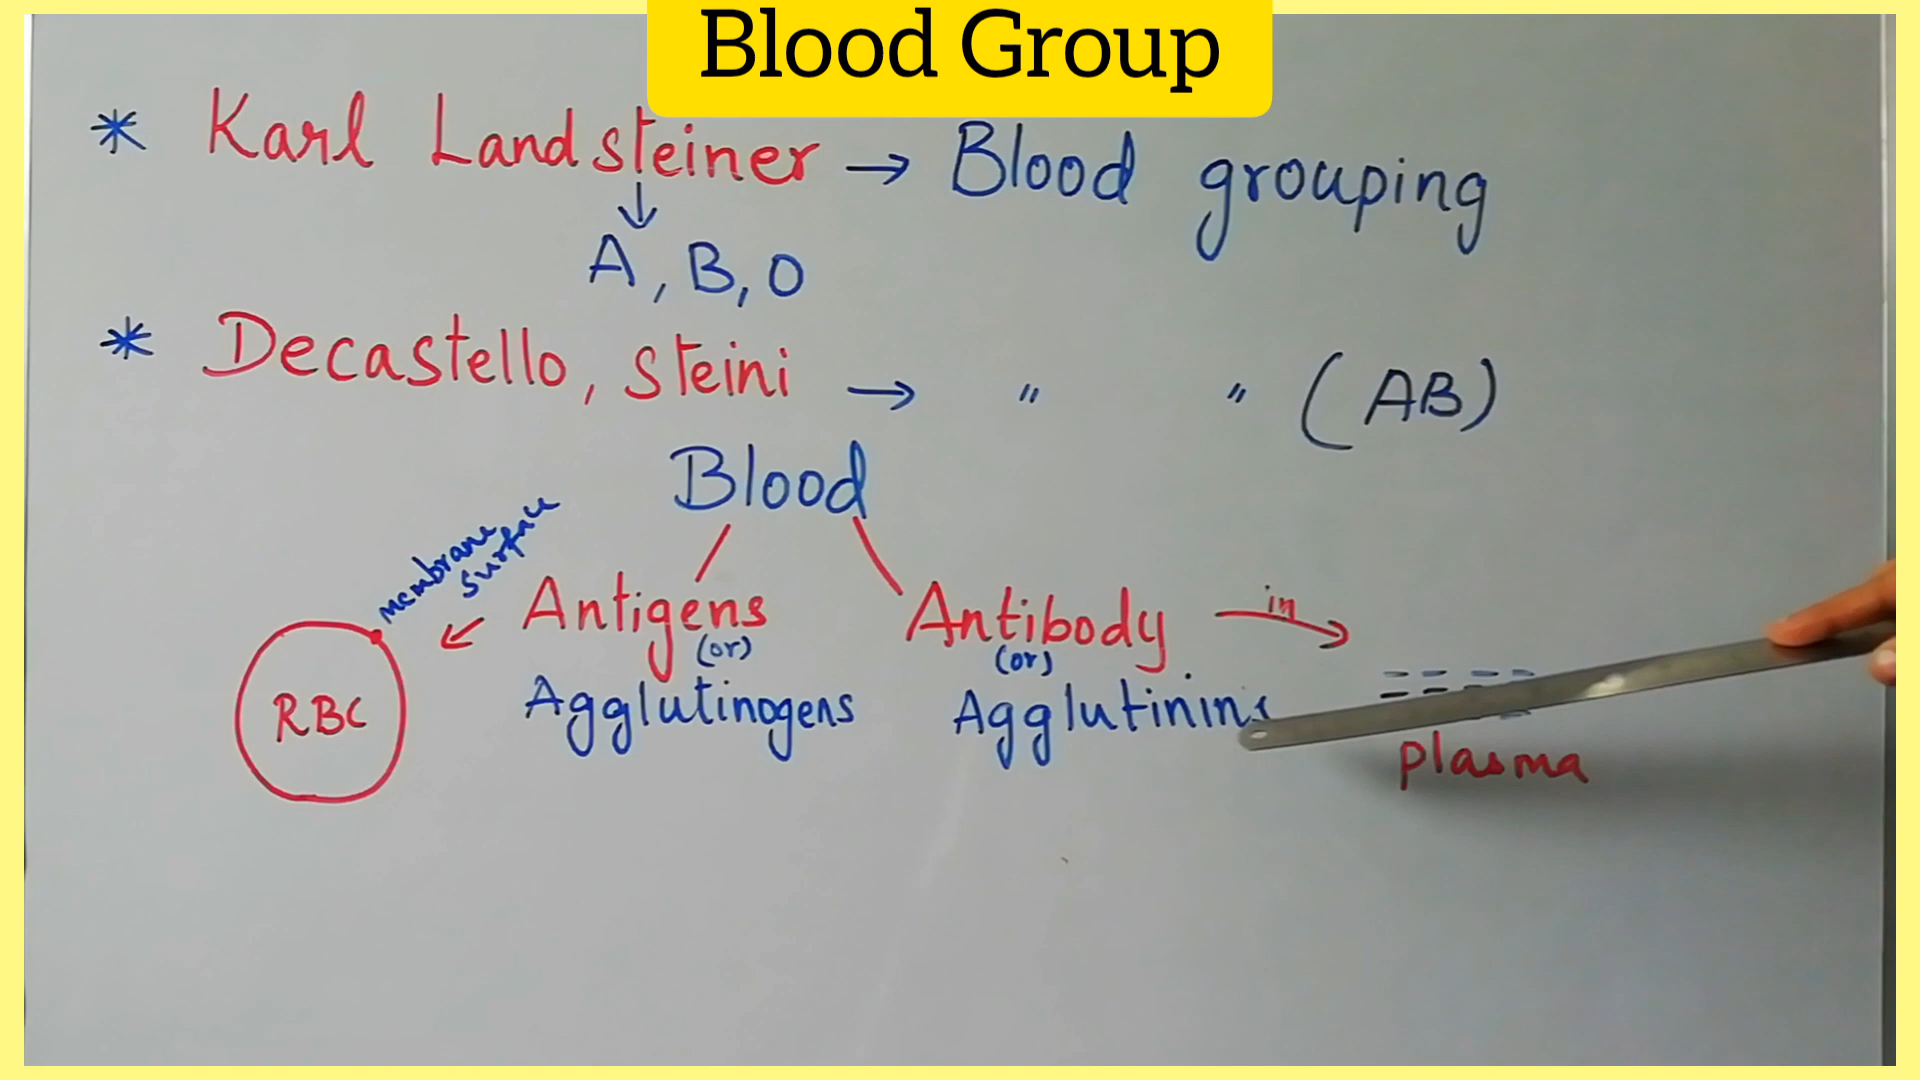 Blood Group
* Karl Landsteiner → Blood grouping
↓
A, B, O
* Decastello, steini → " " (AB)
Blood
membrane surface
Antigens
Antibody
in
(or)
(or)
RBC
Agglutinogens
Agglutinins
plasma